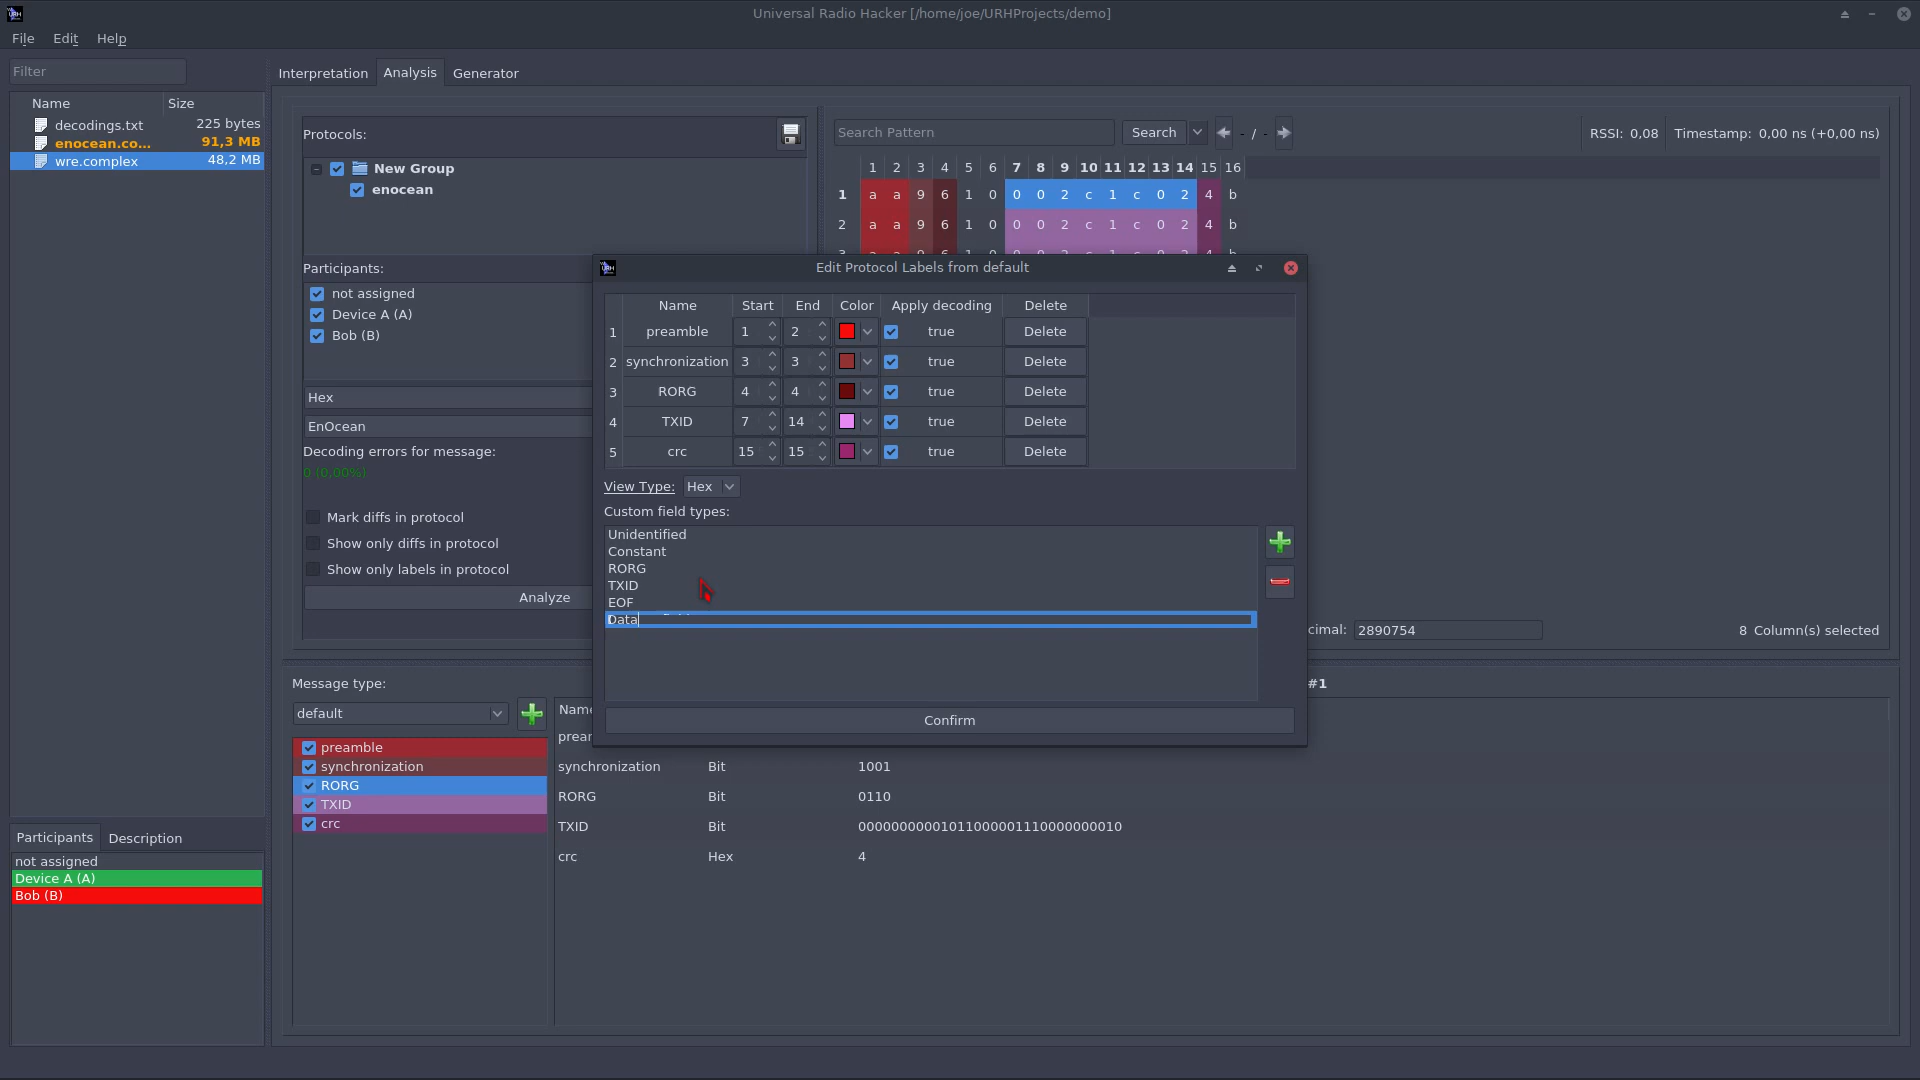 Universal Radio Hacker [/home/joe/URHProjects/demo]
File Edit Help
Filter
Name Size
decodings.txt 225 bytes
enocean.co... 91,3 MB
wre.complex 48,2 MB
Interpretation Analysis Generator
Protocols:
New Group
enocean
Participants:
not assigned
Device A (A)
Bob (B)
Hex
EnOcean
Decoding errors for message:
0 (0,00%)
Mark diffs in protocol
Show only diffs in protocol
Show only labels in protocol
Analyze
Search Pattern Search - / - RSSI: 0,08 Timestamp: 0,00 ns (+0,00 ns)
1 2 3 4 5 6 7 8 9 10 11 12 13 14 15 16
1 a a 9 6 1 0 0 0 2 c 1 c 0 2 4 b
2 a a 9 6 1 0 0 0 2 c 1 c 0 2 4 b
Edit Protocol Labels from default
Name Start End Color Apply decoding Delete
1 preamble 1 2 true Delete
2 synchronization 3 3 true Delete
3 RORG 4 4 true Delete
4 TXID 7 14 true Delete
5 crc 15 15 true Delete
View Type: Hex
Custom field types:
Unidentified
Constant
RORG
TXID
EOF
Data
Confirm
cimal: 2890754 8 Column(s) selected
Message type:
default
preamble
synchronization
RORG
TXID
crc
#1
Name
prear
synchronization Bit 1001
RORG Bit 0110
TXID Bit 00000000001011000001110000000010
crc Hex 4
Participants Description
not assigned
Device A (A)
Bob (B)